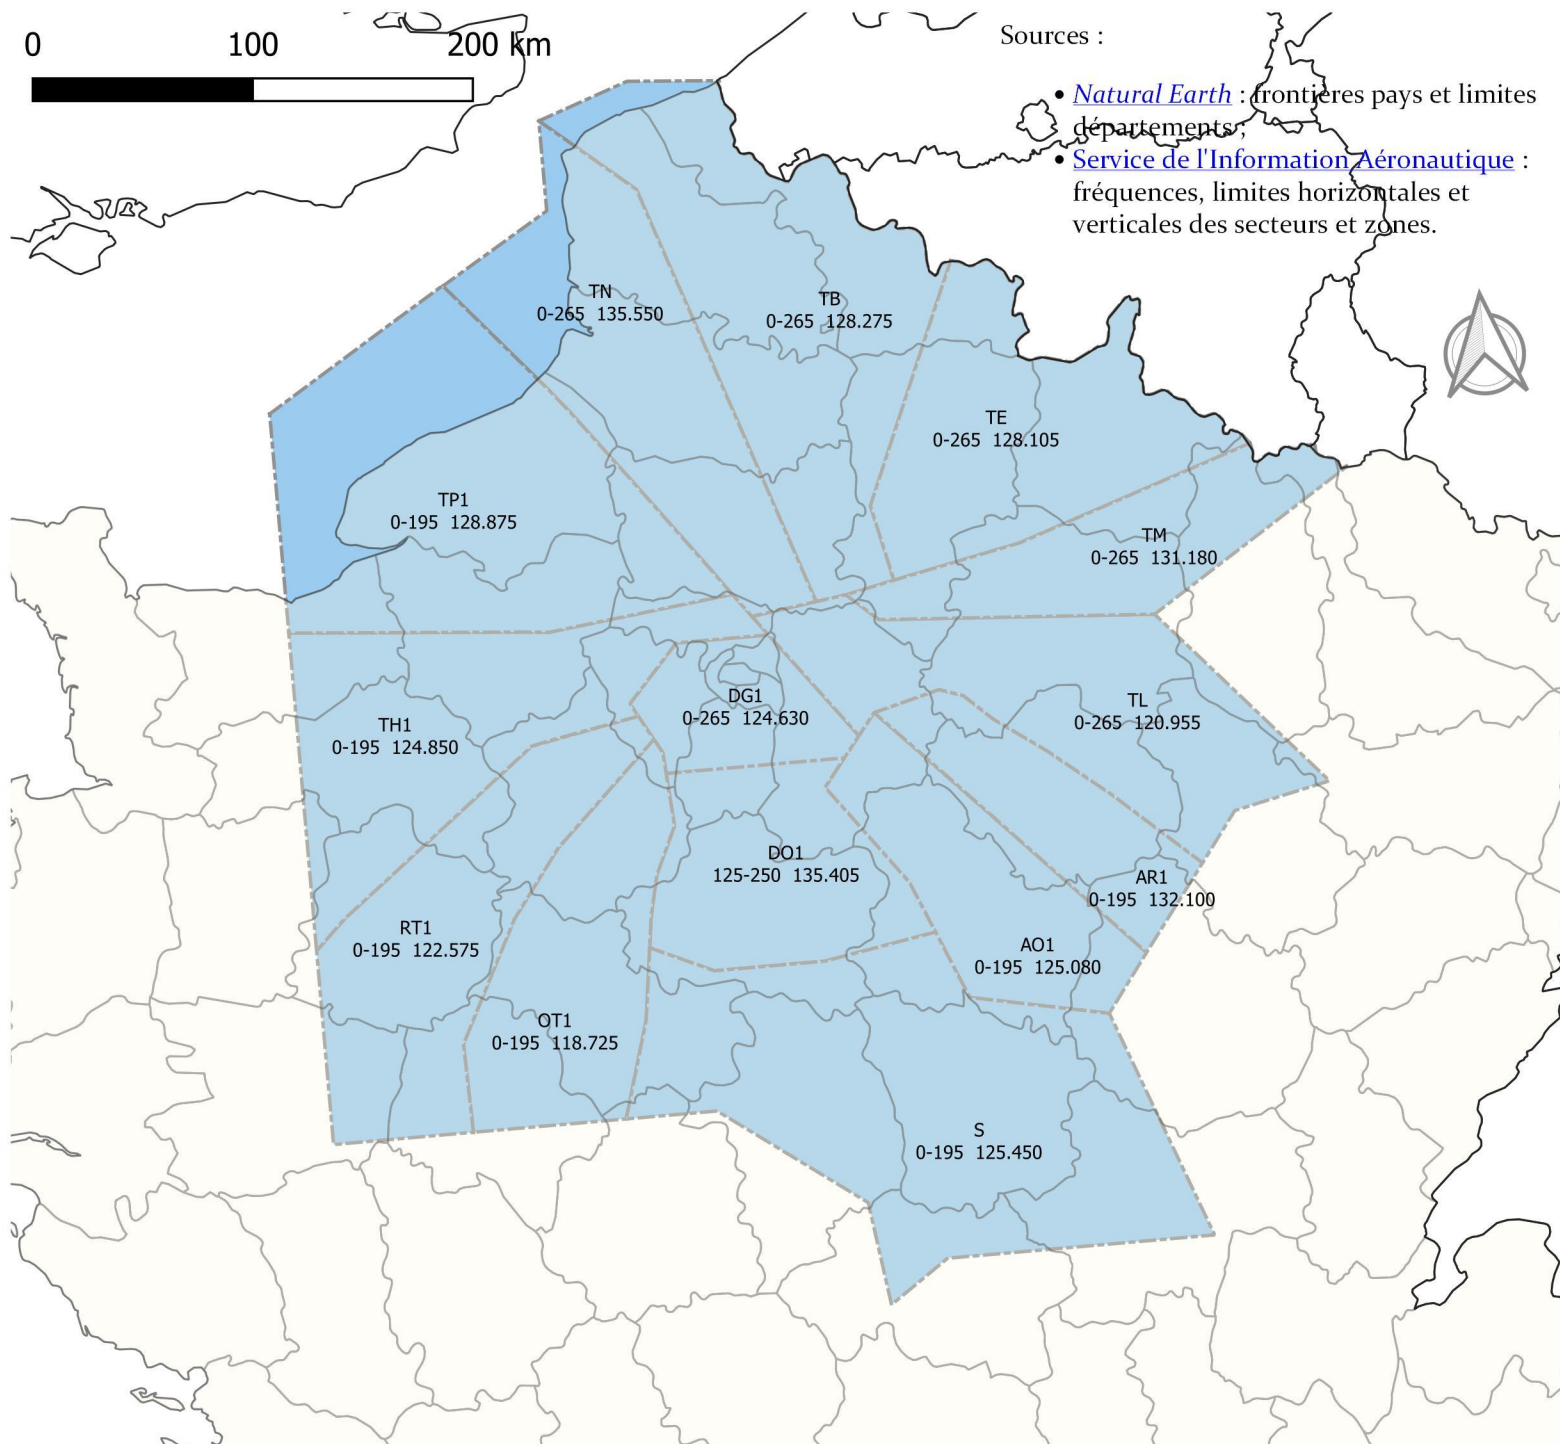 0 100 200 km
Sources :
• Natural Earth : frontières pays et limites
départements ;
• Service de l'Information Aéronautique :
fréquences, limites horizontales et
verticales des secteurs et zones.
TN
0-265 135.550
TB
0-265 128.275
TE
0-265 128.105
TP1
0-195 128.875
TM
0-265 131.180
DG1
0-265 124.630
TL
0-265 120.955
TH1
0-195 124.850
DO1
125-250 135.405
AR1
0-195 132.100
RT1
0-195 122.575
AO1
0-195 125.080
OT1
0-195 118.725
S
0-195 125.450